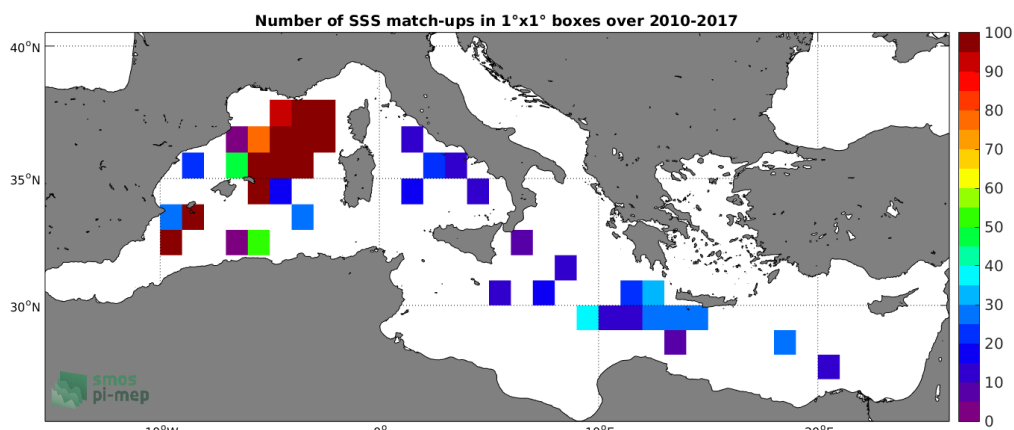 Number of SSS match-ups in 1°x1° boxes over 2010-2017
40°N
35°N
30°N
10°W
0°
10°E
20°E
100
90
80
70
60
50
40
30
20
10
0
smos
pi-mep